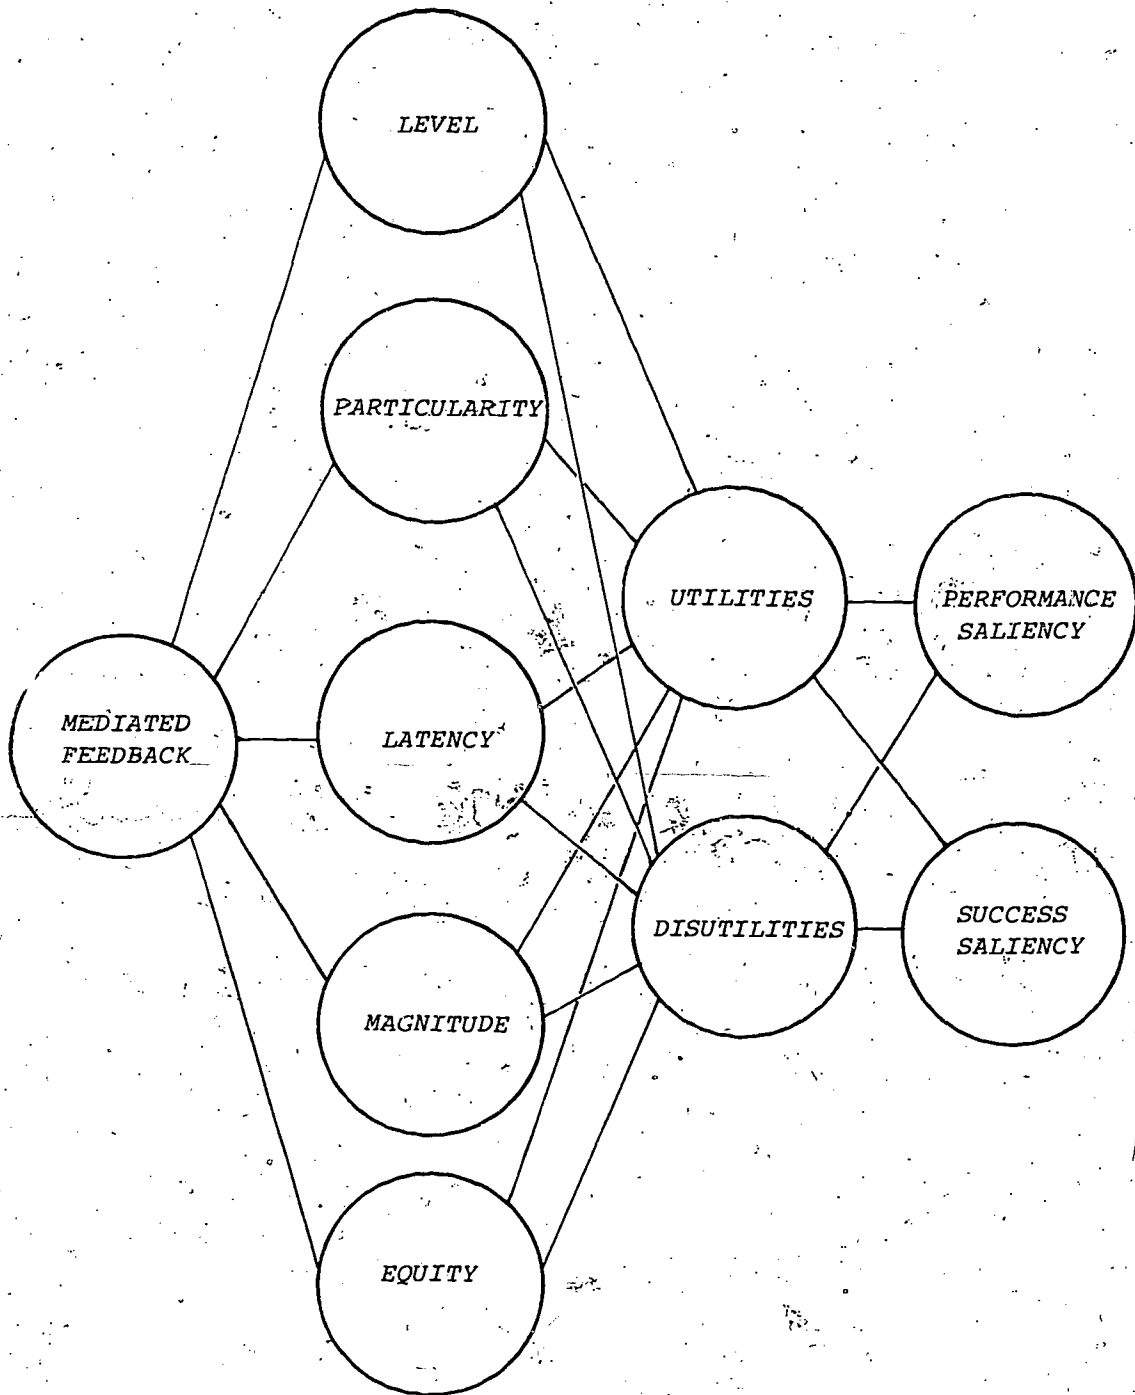 LEVEL
PARTICULARITY
UTILITIES
PERFORMANCE
SALIENCY
MEDIATED
FEEDBACK
LATENCY
DISUTILITIES
SUCCESS
SALIENCY
MAGNITUDE
EQUITY